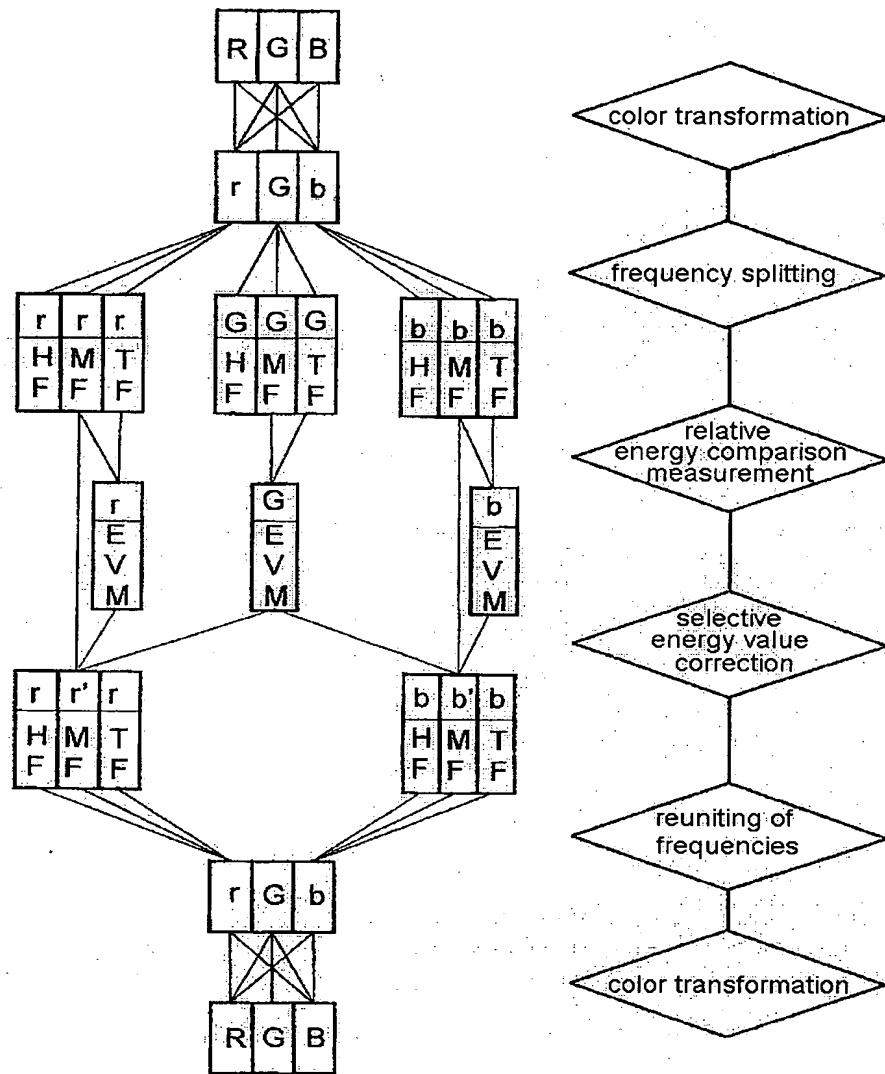 R G B
color transformation
r G b
frequency splitting
r r r
H M T
F F F
G G G
H M T
F F F
b b b
H M T
F F F
relative
energy comparison
measurement
r
E
V
M
G
E
V
M
b
E
V
M
selective
energy value
correction
r r' r
H M T
F F F
b b' b
H M T
F F F
reuniting of
frequencies
r G b
color transformation
R G B